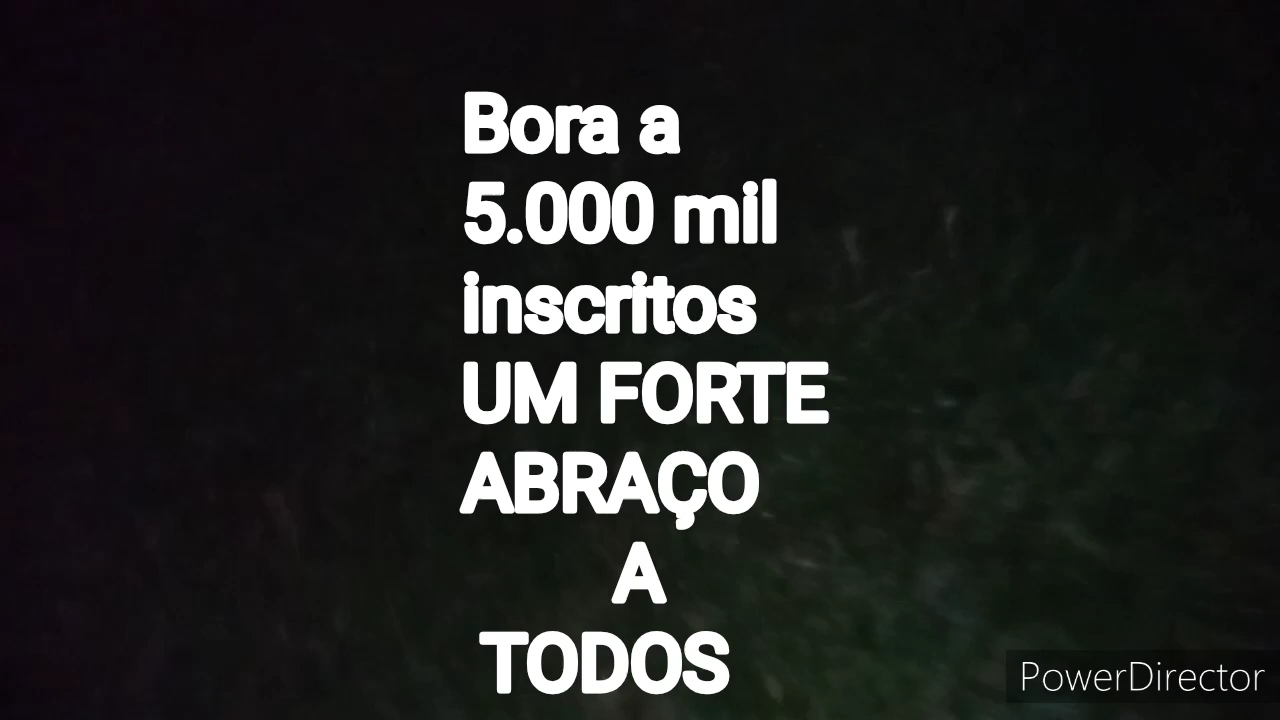 Bora a
5.000 mil
inscritos
UM FORTE
ABRAÇO
A
TODOS
PowerDirector